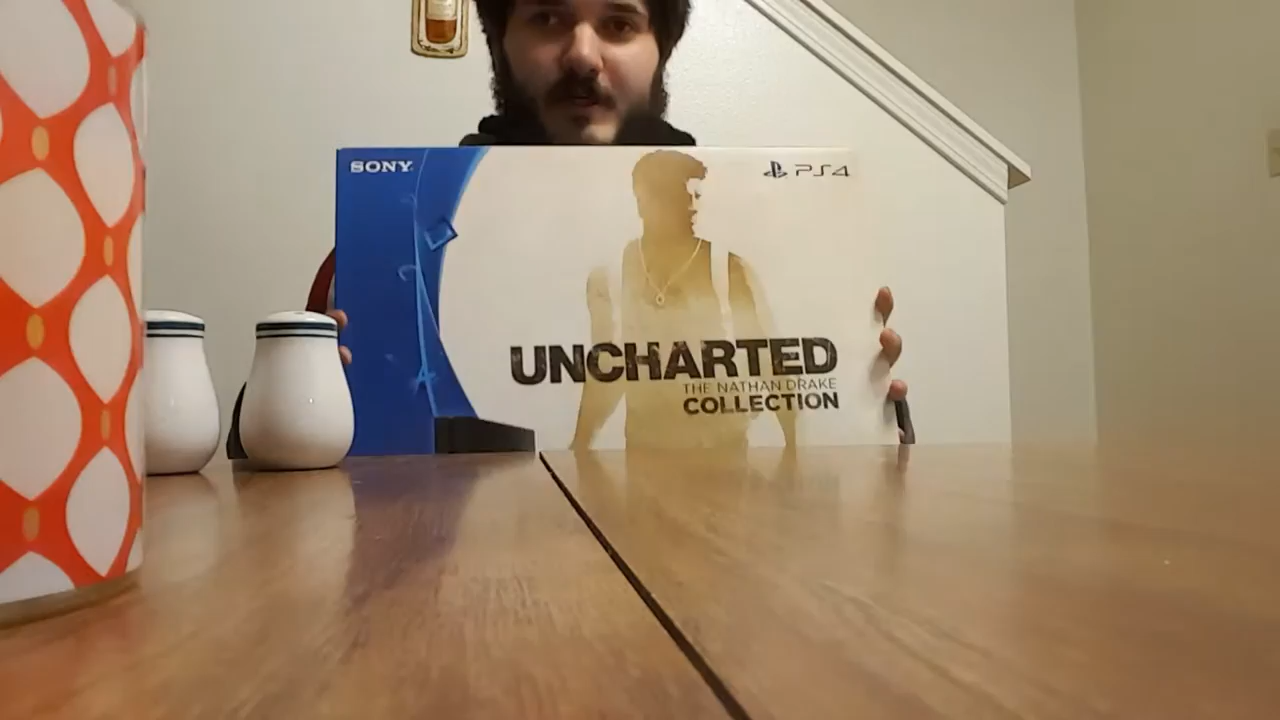 SONY
PS4
UNCHARTED
THE NATHAN DRAKE
COLLECTION